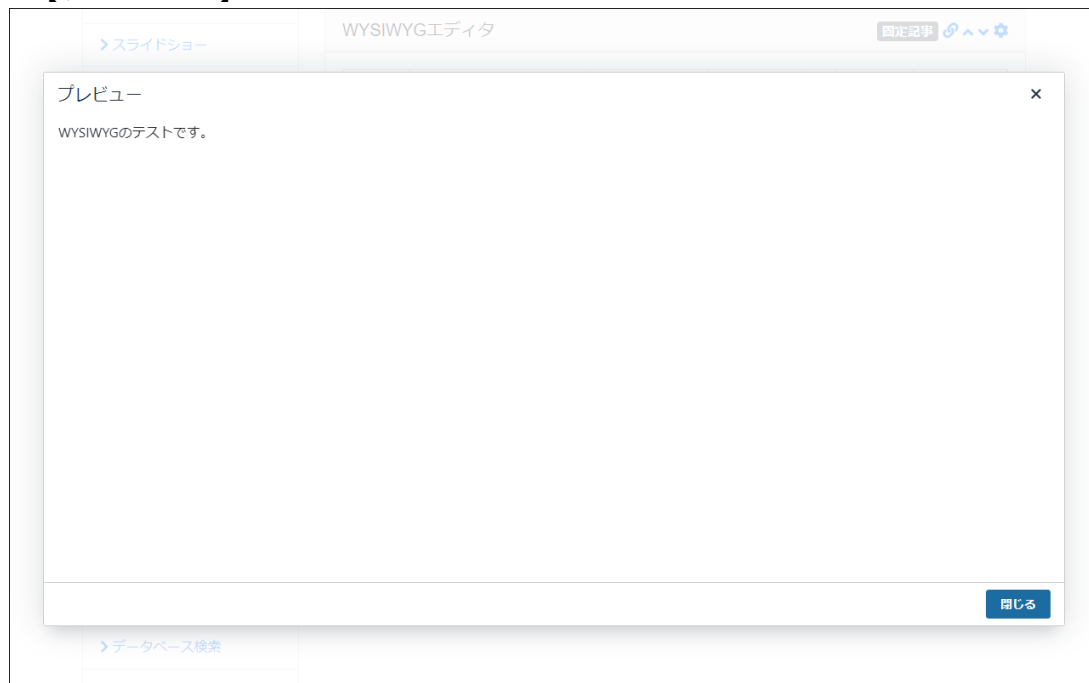 スライドショー
WYSIWYGエディタ
固定記事
プレビュー
×
WYSIWYGのテストです。
閉じる
データベース検索